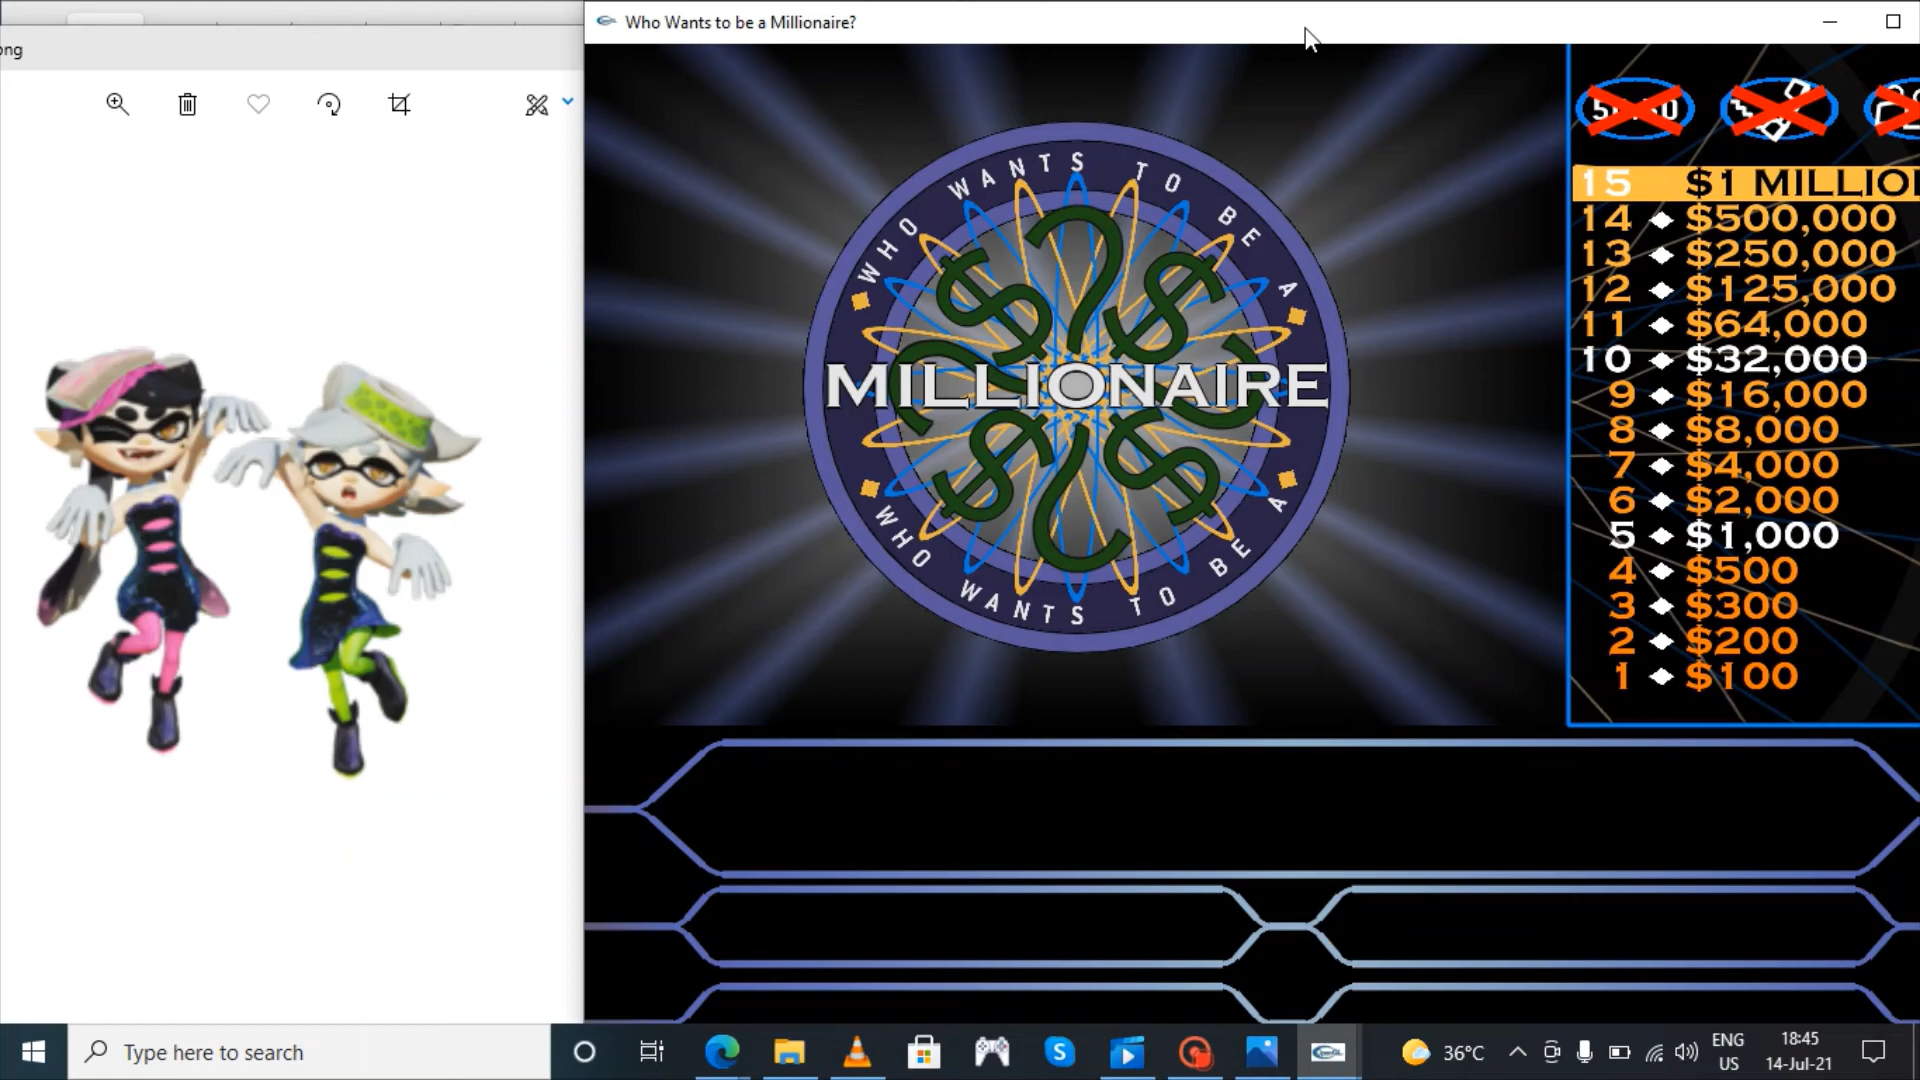 Who Wants to be a Millionaire?
ong
WHO WANTS TO BE A
MILLIONAIRE
WHO WANTS TO BE A
15 $1 MILLIO
14 ◆ $500,000
13 ◆ $250,000
12 ◆ $125,000
11 ◆ $64,000
10 ◆ $32,000
9 ◆ $16,000
8 ◆ $8,000
7 ◆ $4,000
6 ◆ $2,000
5 ◆ $1,000
4 ◆ $500
3 ◆ $300
2 ◆ $200
1 ◆ $100
Type here to search
36°C
ENG
US
18:45
14-Jul-21